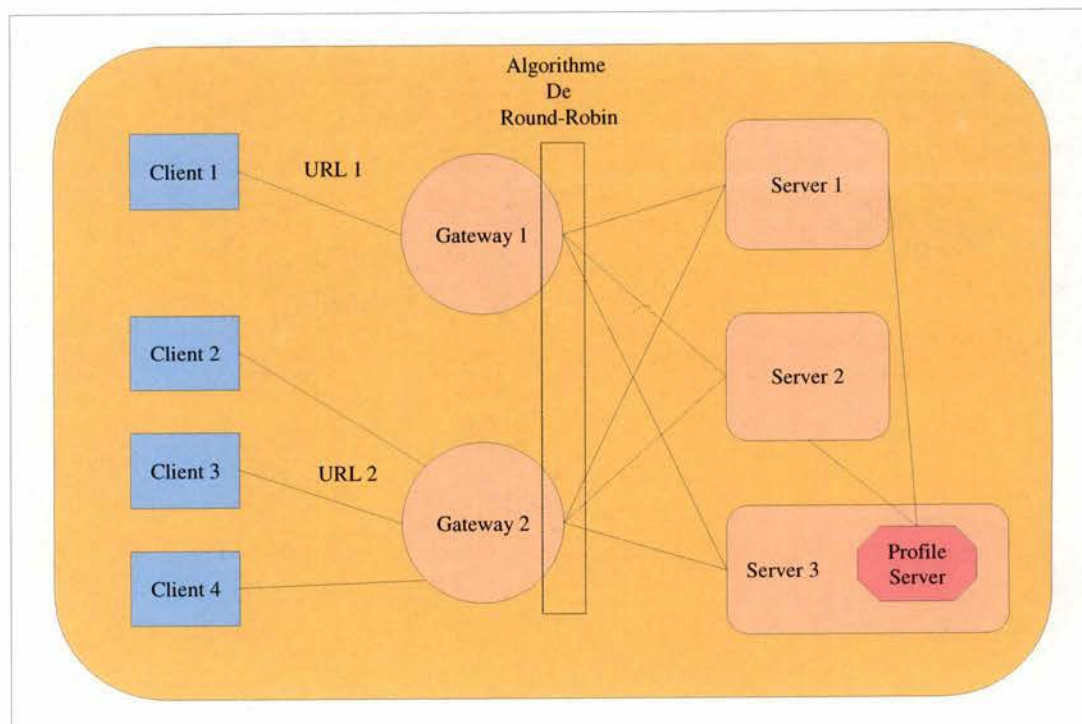 Algorithme
De
Round-Robin
Client 1
URL 1
Gateway 1
Server 1
Client 2
Server 2
Client 3
URL 2
Gateway 2
Client 4
Server 3
Profile
Server